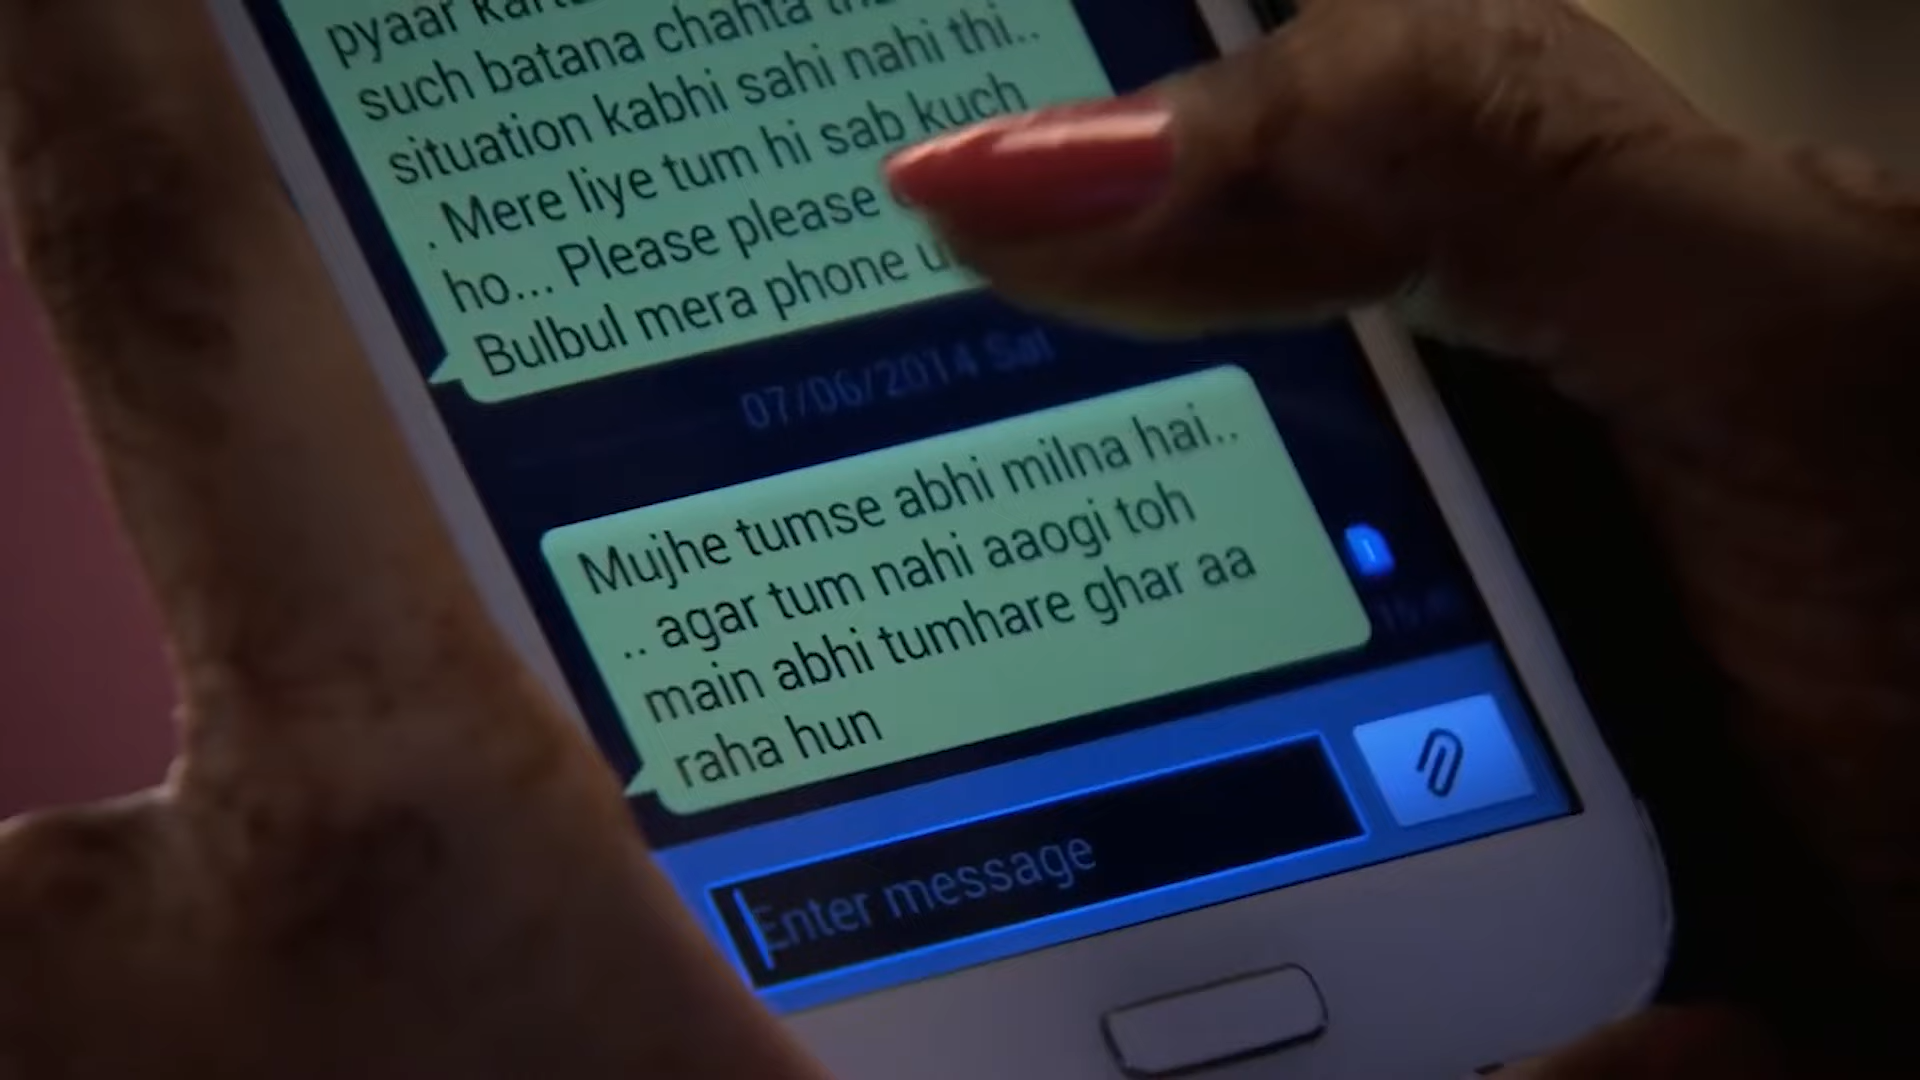 pyaar
such batana chahta
situation kabhi sahi nahi thi..
. Mere liye tum hi sab kuch
ho... Please please
Bulbul mera phone
07/06/2014 Sat
Mujhe tumse abhi milna hai..
.. agar tum nahi aaogi toh
main abhi tumhare ghar aa
raha hun
Enter message